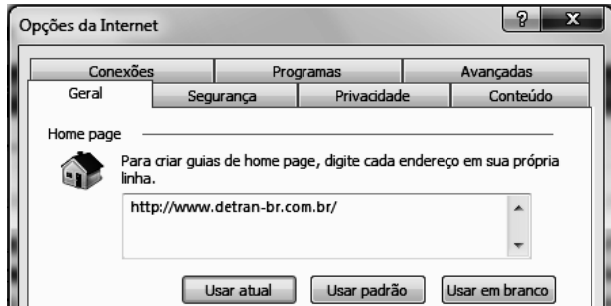 Opções da Internet
Conexões Programas Avançadas
Geral Segurança Privacidade Conteúdo
Home page
Para criar guias de home page, digite cada endereço em sua própria
linha.
http://www.detran-br.com.br/
Usar atual Usar padrão Usar em branco